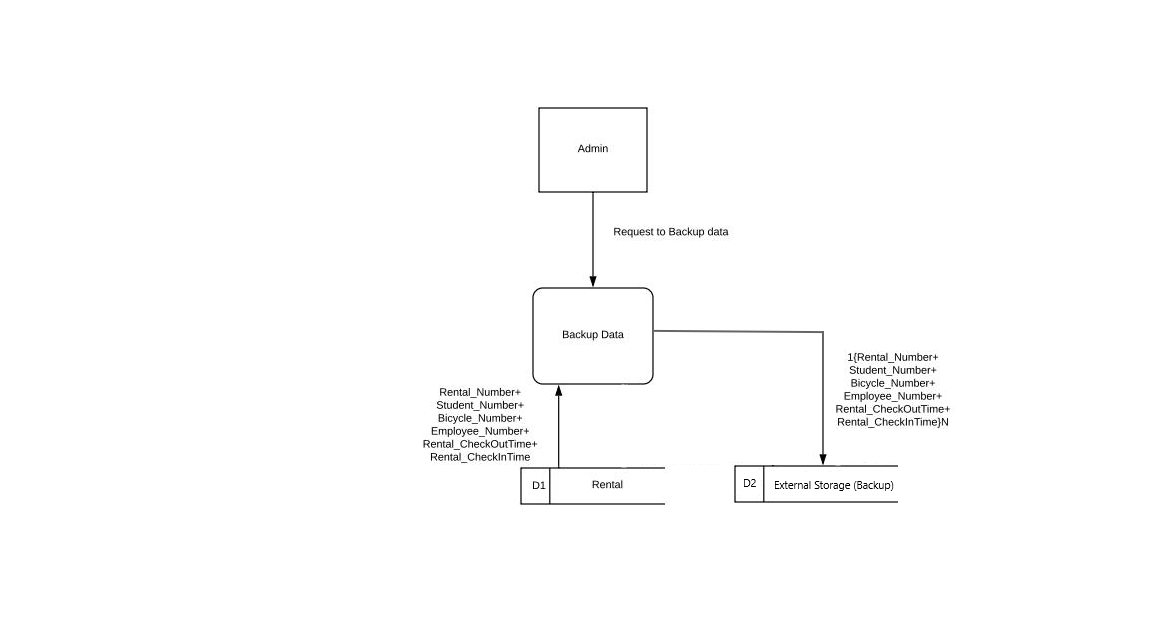 Admin
Request to Backup data
Backup Data
1{Rental_Number+
Student_Number+
Bicycle_Number+
Employee_Number+
Rental_CheckOutTime+
Rental_CheckInTime}N
Rental_Number+
Student_Number+
Bicycle_Number+
Employee_Number+
Rental_CheckOutTime+
Rental_CheckInTime
D1 Rental
D2 External Storage (Backup)